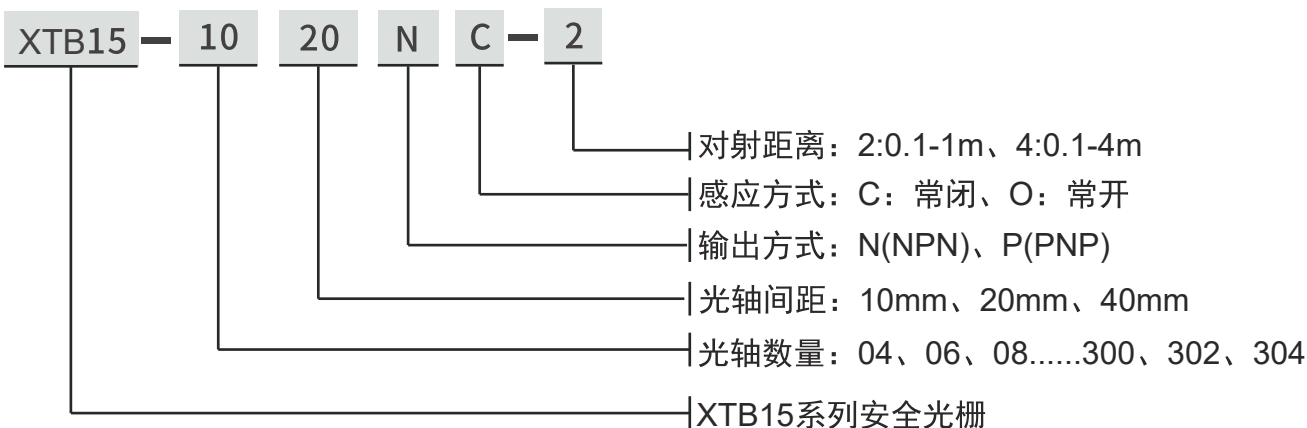 XTB15-10 20 N C-2
对射距离：2:0.1-1m、4:0.1-4m
感应方式：C：常闭、O：常开
输出方式：N(NPN)、P(PNP)
光轴间距：10mm、20mm、40mm
光轴数量：04、06、08......300、302、304
XTB15系列安全光栅